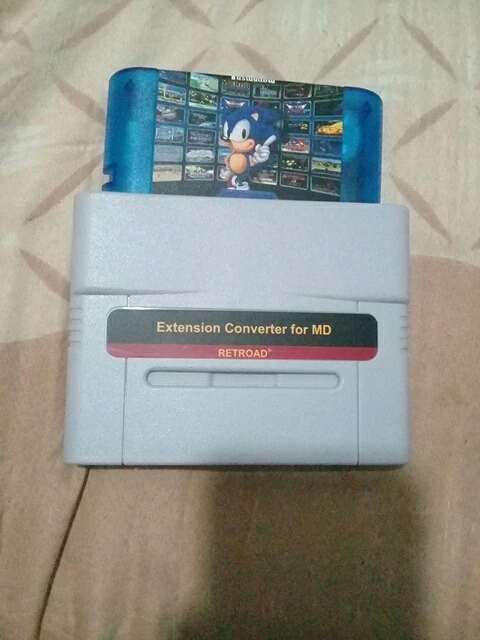 Extension Converter for MD
RETROAD®